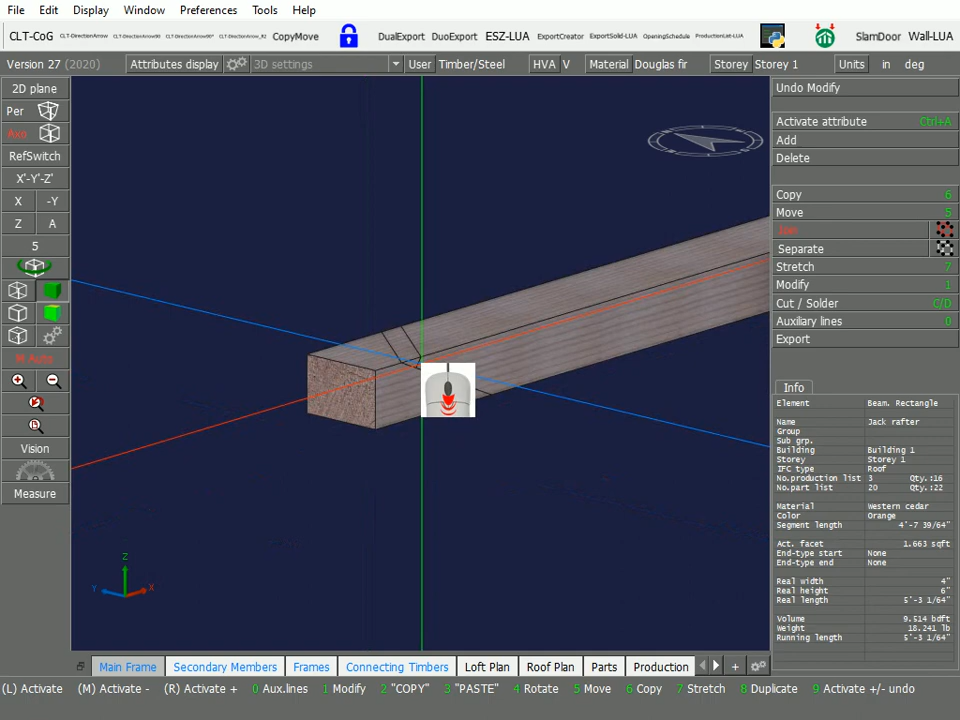 File Edit Display Window Preferences Tools Help
CLT-CoG CLT-DirectionArrow CLT-DirectionArrow90 CLT-DirectionArrow90° CLT-DirectionArrow_R2 CopyMove DualExport DuoExport ESZ-LUA ExportCreator ExportSolid-LUA OpeningSchedule ProductionList-LUA SlamDoor Wall-LUA
Version 27 (2020) Attributes display 3D settings User Timber/Steel HVA V Material Douglas fir Storey Storey 1 Units in deg
2D plane
Per
Axo
RefSwitch
X'-Y'-Z'
X -Y
Z A
5
M Auto
Vision
Measure
Z
Y X
Undo Modify
Activate attribute Ctrl+A
Add
Delete
Copy 6
Move 5
Join
Separate
Stretch 7
Modify 1
Cut / Solder C/D
Auxiliary lines 0
Export
Info
Element Beam. Rectangle
Name Jack rafter
Group
Sub grp.
Building Building 1
Storey Storey 1
IFC type Roof
No.production list 3 Qty.:16
No.part list 20 Qty.:22
Material Western cedar
Color Orange
Segment length 4'-7 39/64"
Act. facet 1.663 sqft
End-type start None
End-type end None
Real width 4"
Real height 6"
Real length 5'-3 1/64"
Volume 9.514 bdft
Weight 18.241 lb
Running length 5'-3 1/64"
Main Frame Secondary Members Frames Connecting Timbers Loft Plan Roof Plan Parts Production +
(L) Activate (M) Activate - (R) Activate + 0 Aux.lines 1 Modify 2 "COPY" 3 "PASTE" 4 Rotate 5 Move 6 Copy 7 Stretch 8 Duplicate 9 Activate +/- undo